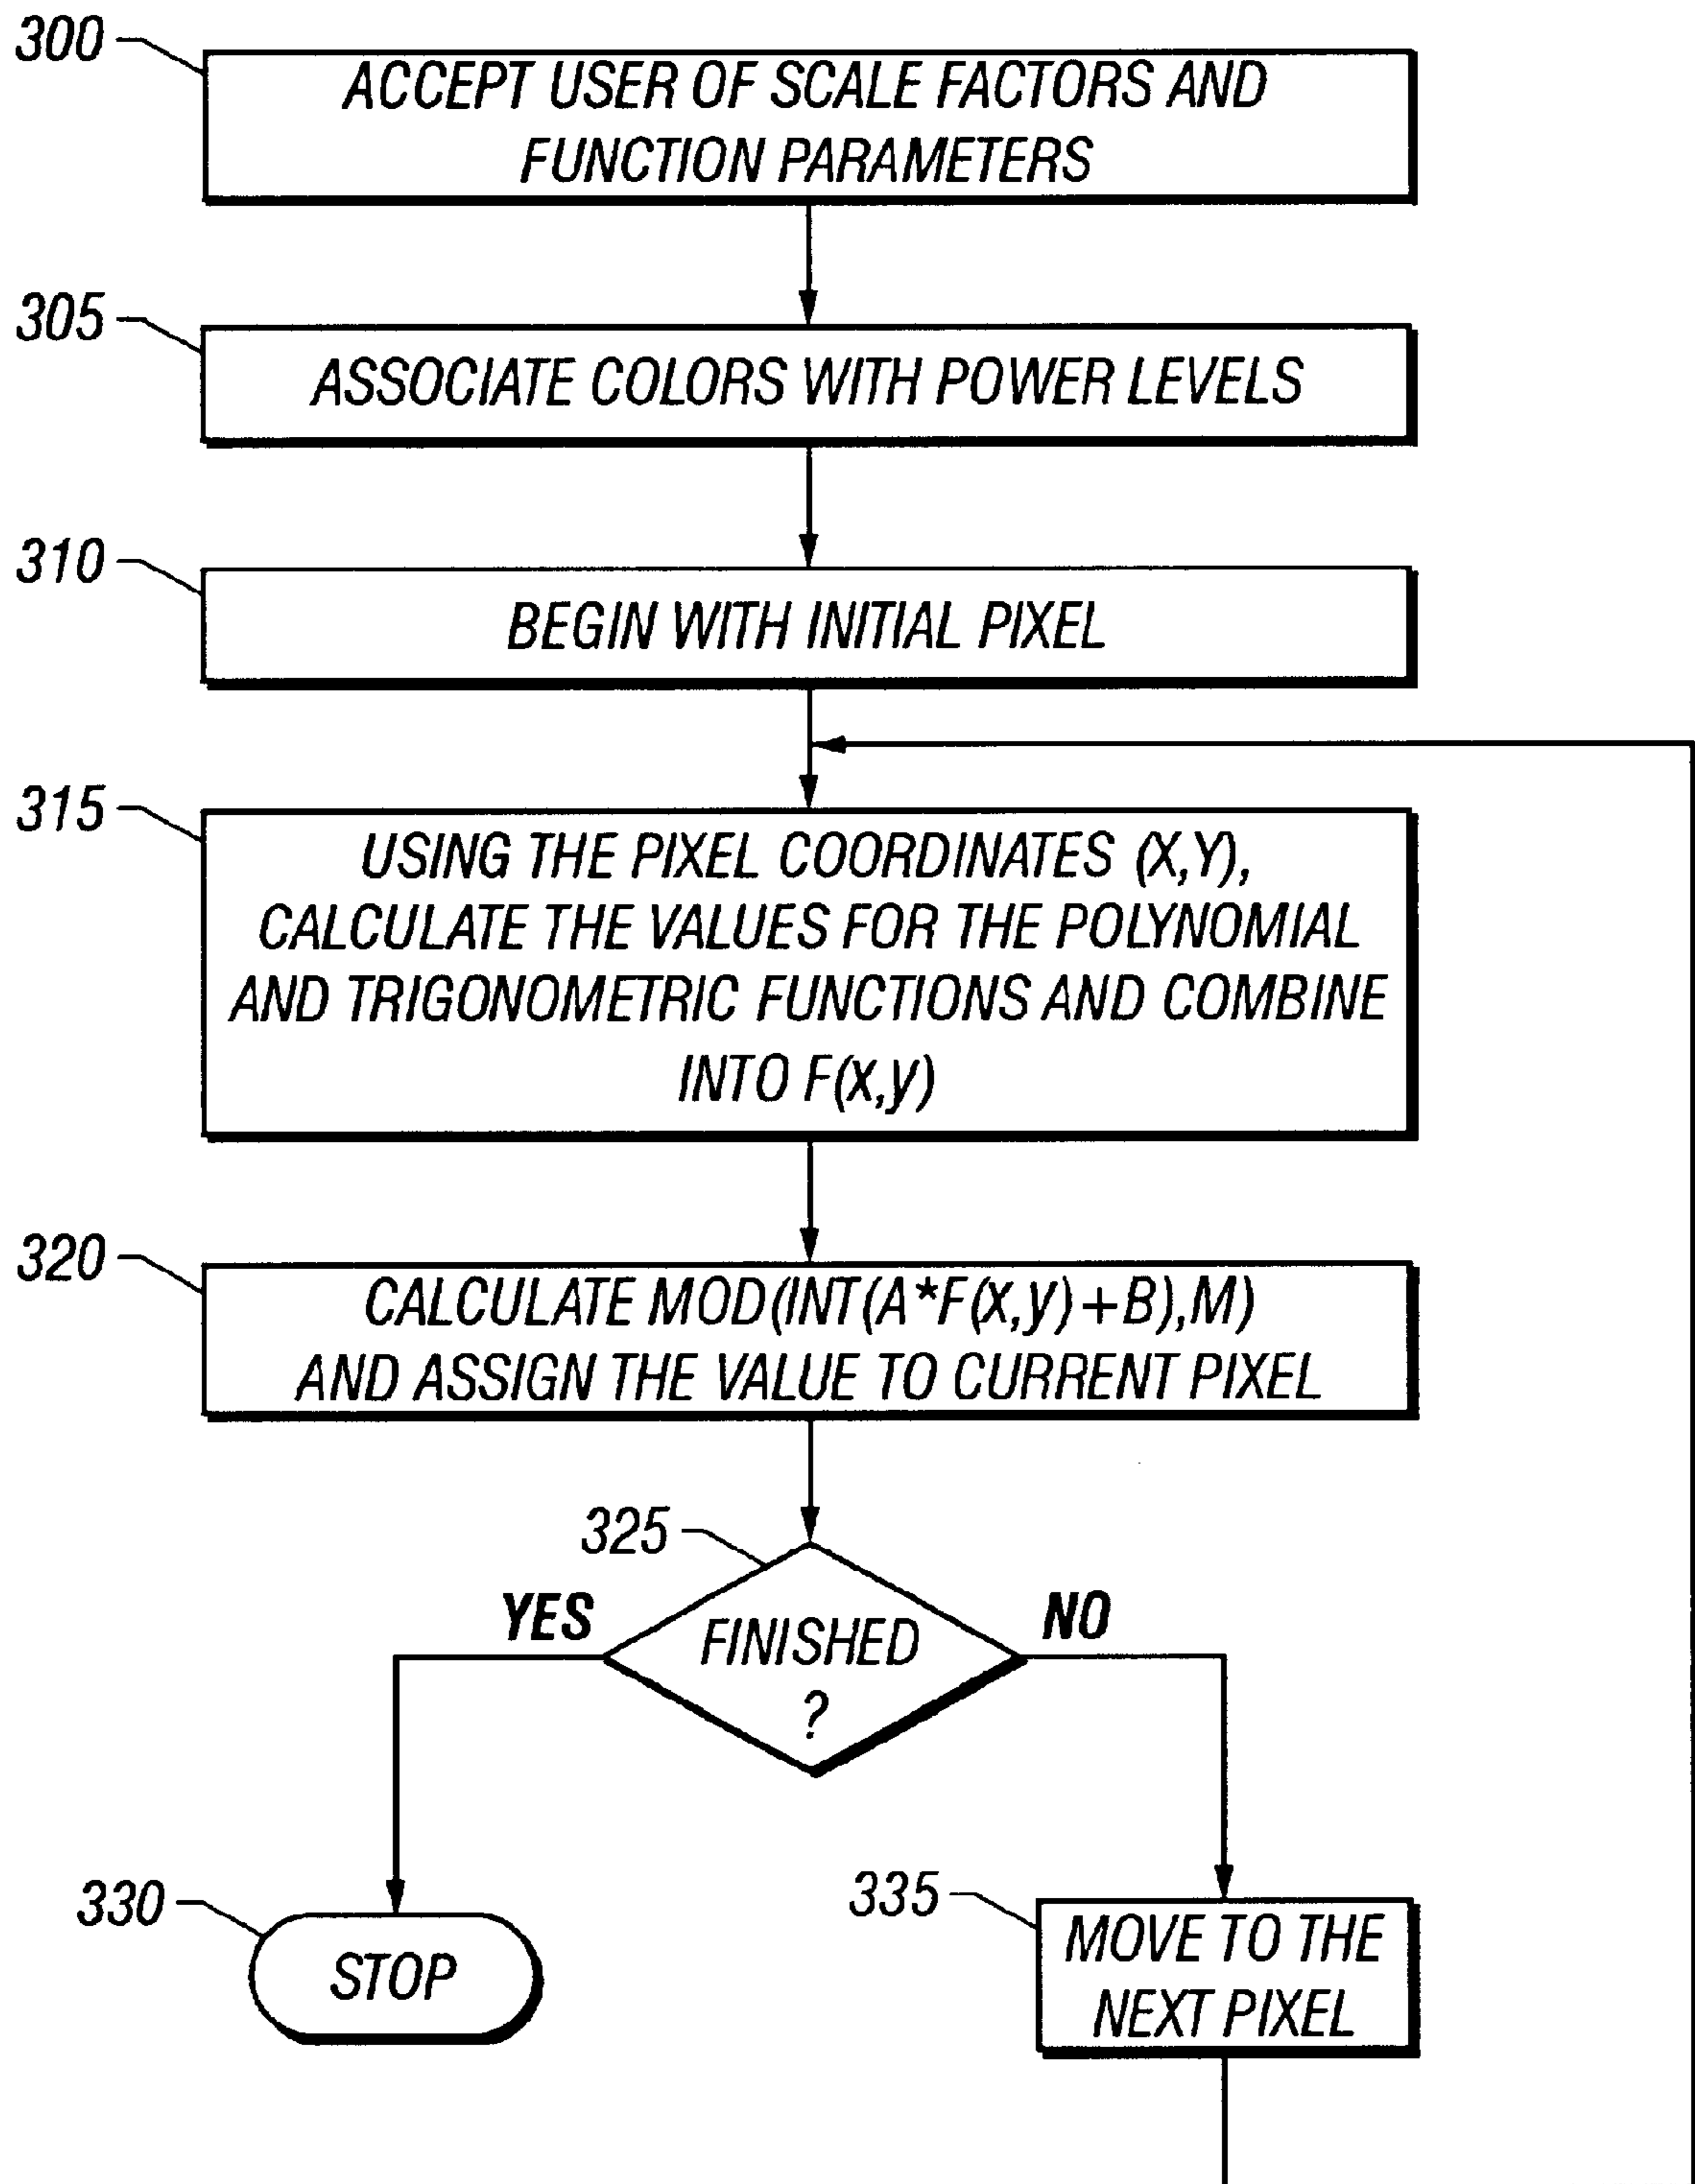 300
ACCEPT USER OF SCALE FACTORS AND
FUNCTION PARAMETERS
305
ASSOCIATE COLORS WITH POWER LEVELS
310
BEGIN WITH INITIAL PIXEL
315
USING THE PIXEL COORDINATES (X,Y),
CALCULATE THE VALUES FOR THE POLYNOMIAL
AND TRIGONOMETRIC FUNCTIONS AND COMBINE
INTO F(x,y)
320
CALCULATE MOD(INT(A*F(x,y)+B),M)
AND ASSIGN THE VALUE TO CURRENT PIXEL
325
YES
FINISHED
?
NO
330
STOP
335
MOVE TO THE
NEXT PIXEL